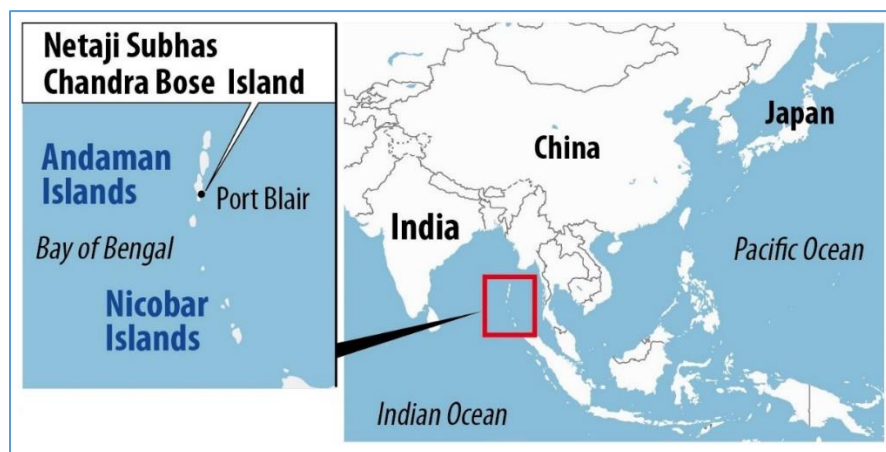 Netaji Subhas
Chandra Bose Island
Andaman
Islands
Port Blair
Bay of Bengal
Nicobar
Islands
China
Japan
India
Pacific Ocean
Indian Ocean